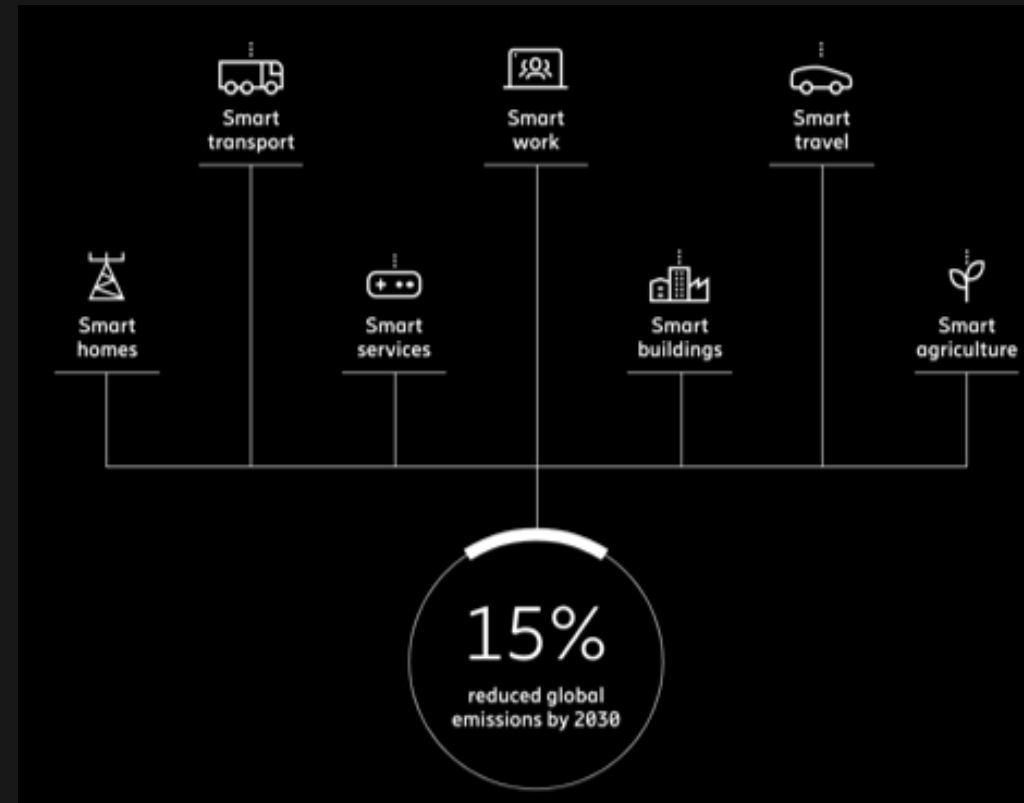 Smart
transport
Smart
work
Smart
travel
Smart
homes
Smart
services
Smart
buildings
Smart
agriculture
15%
reduced global
emissions by 2030